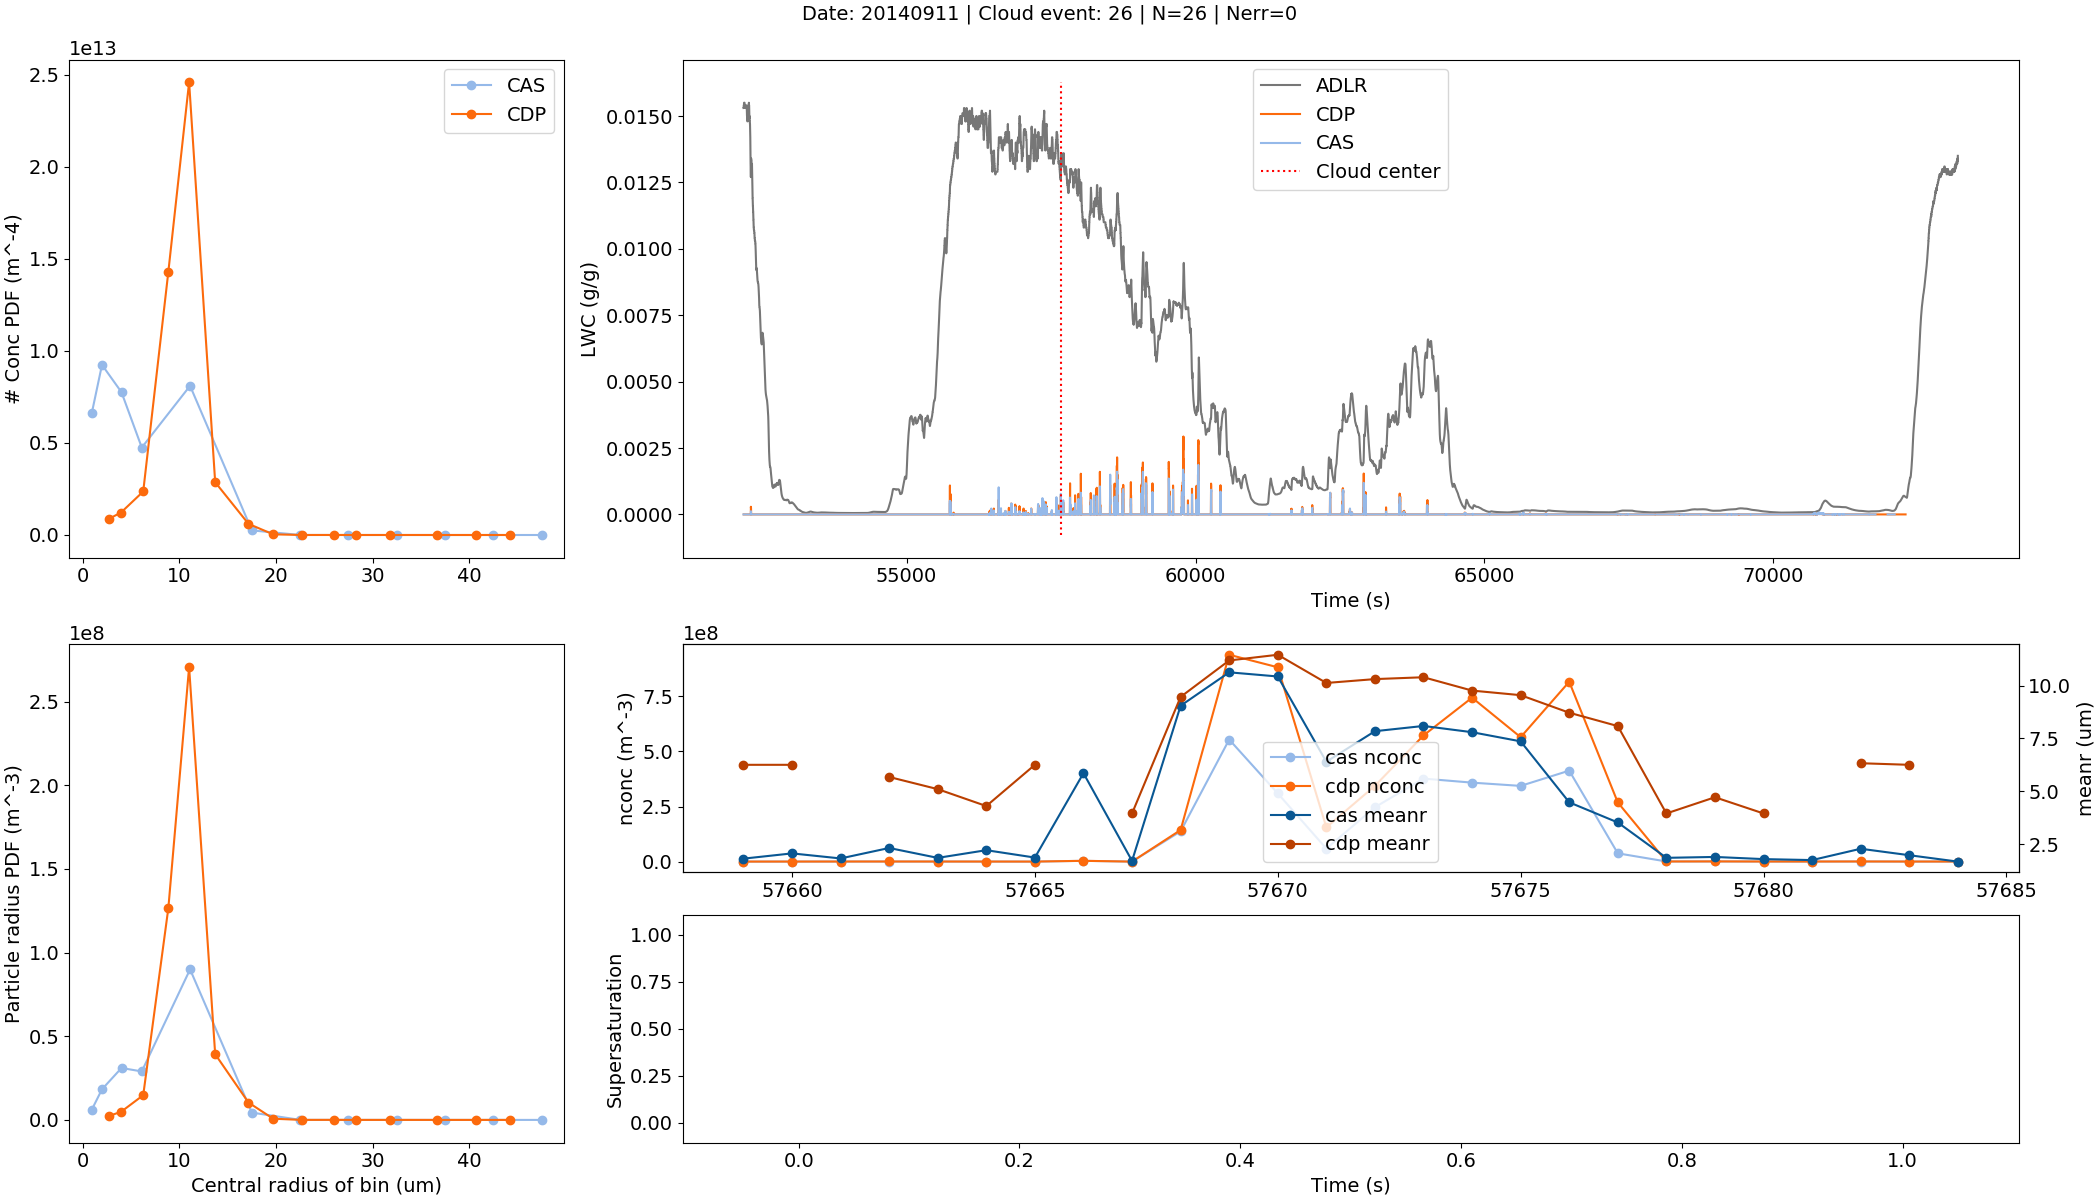 Date: 20140911 | Cloud event: 26 | N=26 | Nerr=0
1e13
# Conc PDF (m^-4)
2.5
2.0
1.5
1.0
0.5
0.0
0 10 20 30 40
CAS
CDP
LWC (g/g)
0.0150
0.0125
0.0100
0.0075
0.0050
0.0025
0.0000
55000 60000 65000 70000
Time (s)
ADLR
CDP
CAS
Cloud center
1e8
Particle radius PDF (m^-3)
2.5
2.0
1.5
1.0
0.5
0.0
0 10 20 30 40
Central radius of bin (um)
1e8
nconc (m^-3)
7.5
5.0
2.5
0.0
57660 57665 57670 57675 57680 57685
cas nconc
cdp nconc
cas meanr
cdp meanr
10.0
7.5
5.0
2.5
meanr (um)
Supersaturation
1.00
0.75
0.50
0.25
0.00
0.0 0.2 0.4 0.6 0.8 1.0
Time (s)